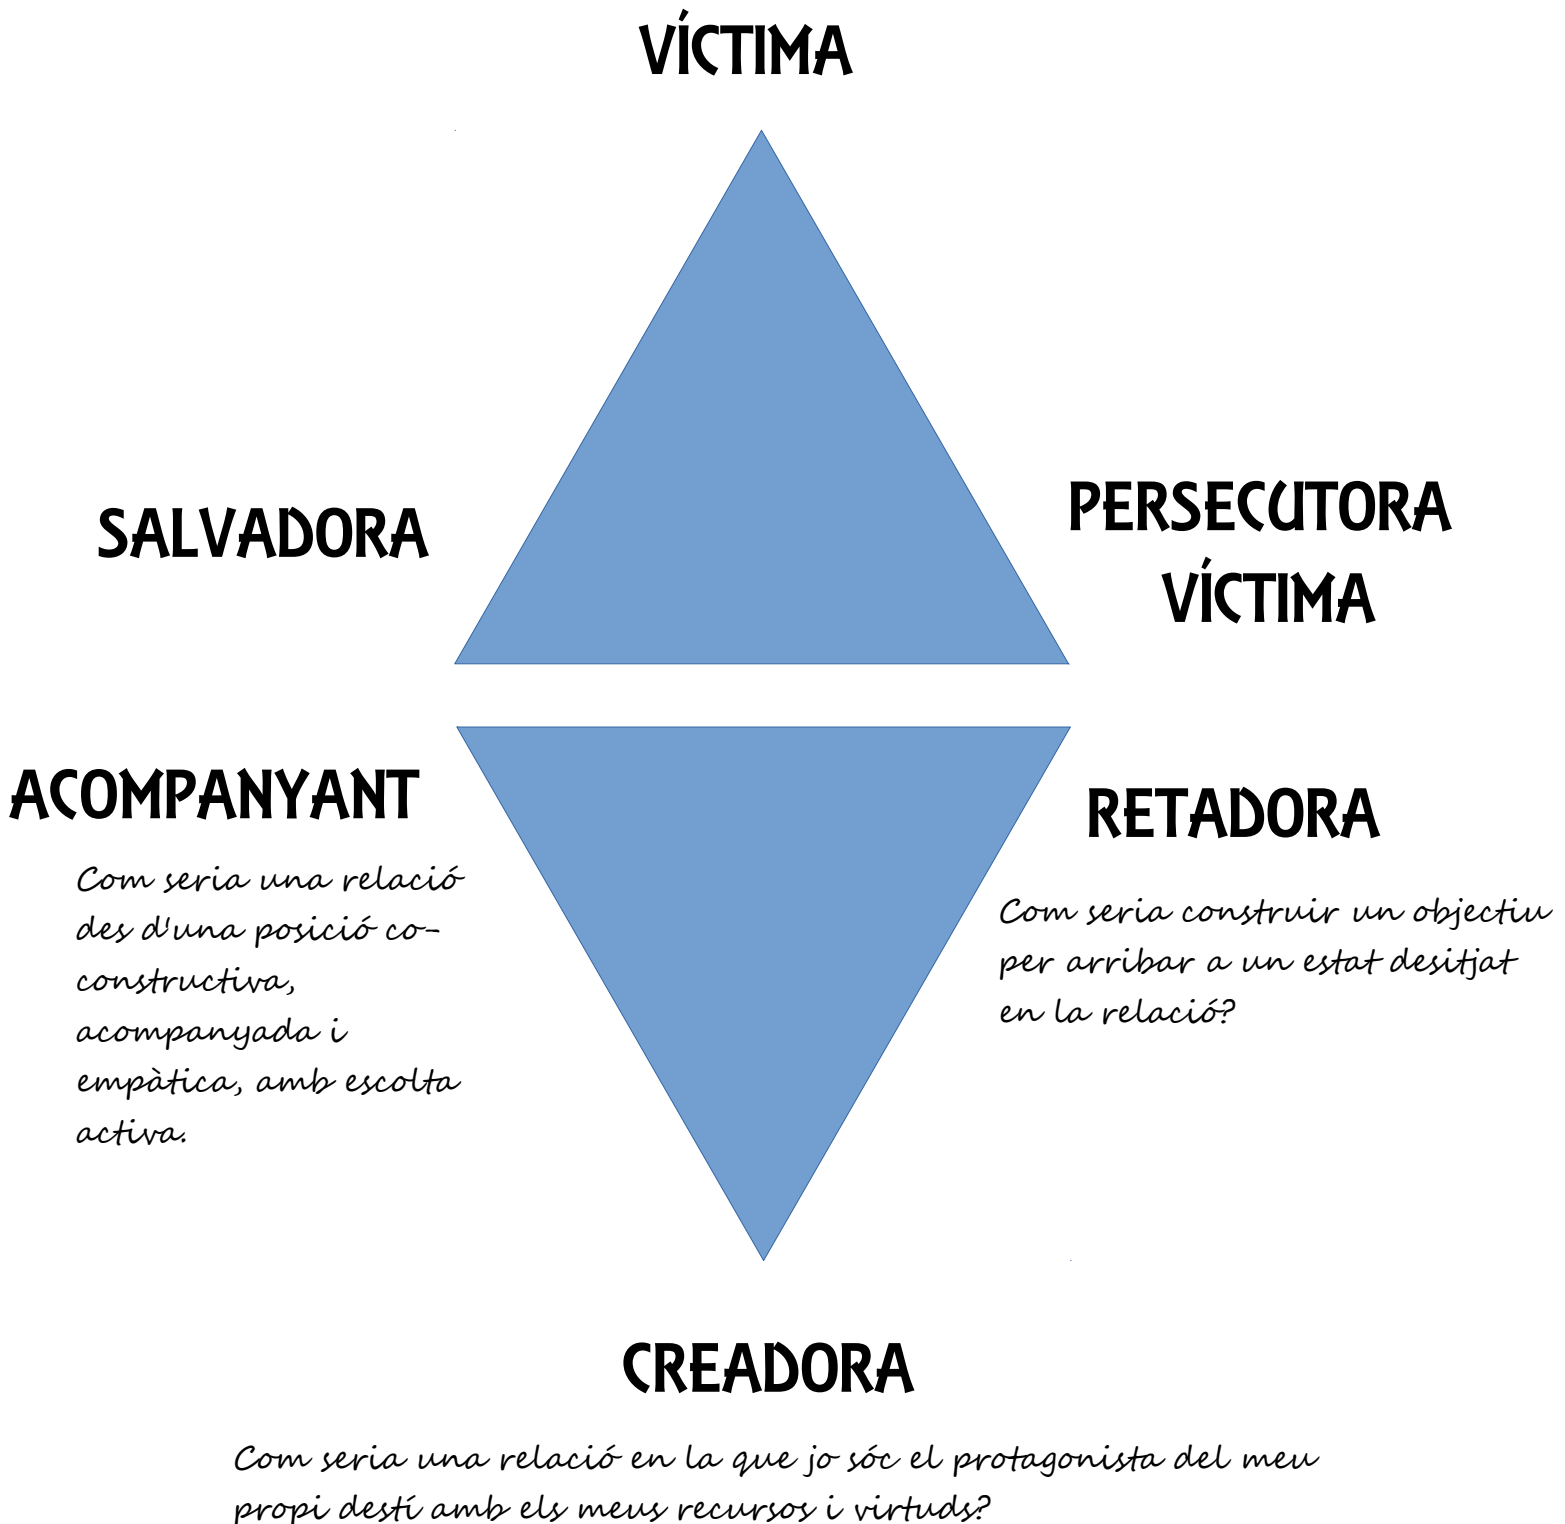 VÍCTIMA
SALVADORA
PERSECUTORA
VÍCTIMA
ACOMPANYANT
Com seria una relació
des d'una posició co-
constructiva,
acompanyada i
empàtica, amb escolta
activa.
RETADORA
Com seria construir un objectiu
per arribar a un estat desitjat
en la relació?
CREADORA
Com seria una relació en la que jo sóc el protagonista del meu
propi destí amb els meus recursos i virtuds?